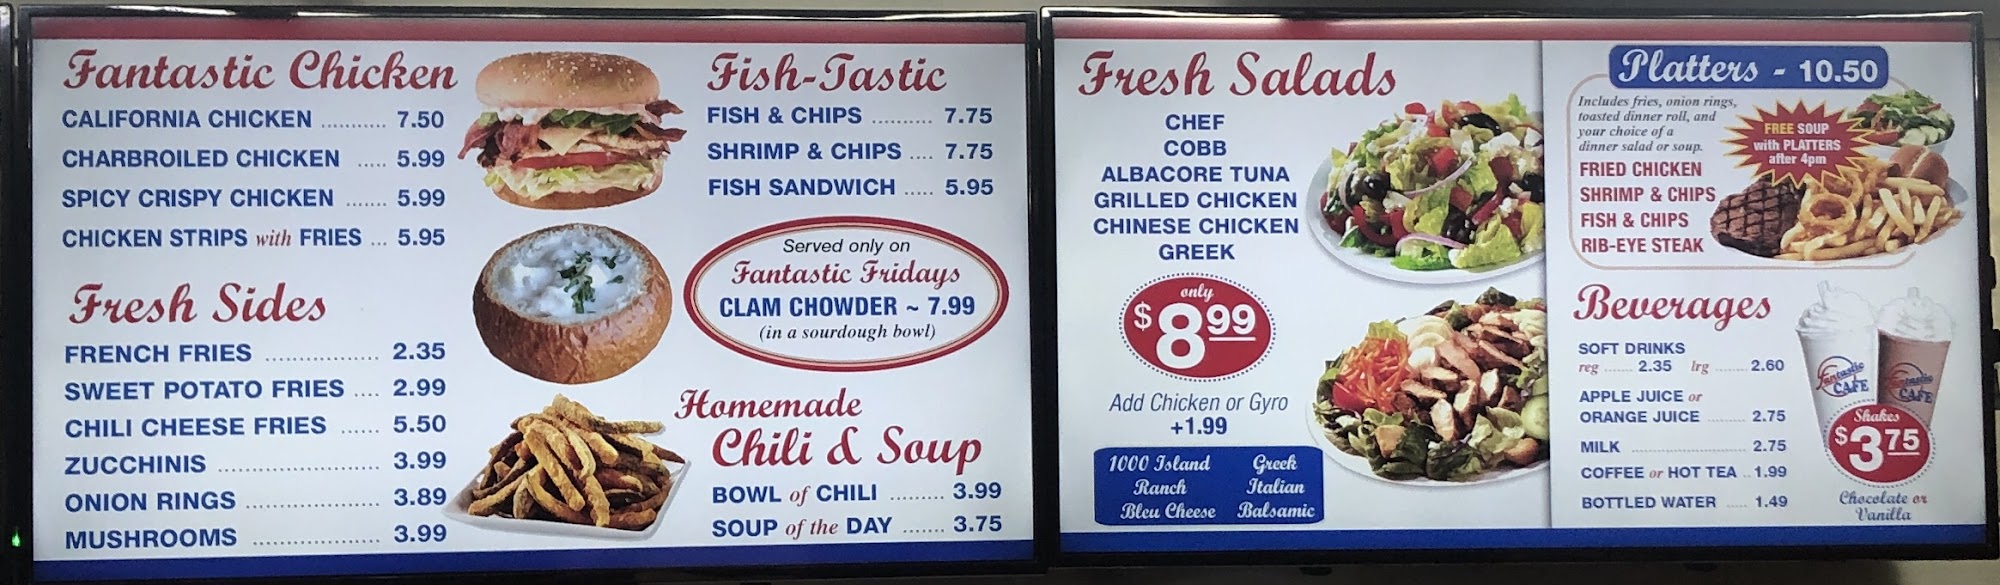 Fantastic Chicken
CALIFORNIA CHICKEN ........... 7.50
CHARBROILED CHICKEN ..... 5.99
SPICY CRISPY CHICKEN ....... 5.99
CHICKEN STRIPS with FRIES ... 5.95
Fresh Sides
FRENCH FRIES ................. 2.35
SWEET POTATO FRIES .... 2.99
CHILI CHEESE FRIES ...... 5.50
ZUCCHINIS ........................ 3.99
ONION RINGS .................... 3.89
MUSHROOMS ................... 3.99
Fish-Tastic
FISH & CHIPS .......... 7.75
SHRIMP & CHIPS .... 7.75
FISH SANDWICH ..... 5.95
Served only on
Fantastic Fridays
CLAM CHOWDER ~ 7.99
(in a sourdough bowl)
Homemade
Chili & Soup
BOWL of CHILI ......... 3.99
SOUP of the DAY ....... 3.75
Fresh Salads
CHEF
COBB
ALBACORE TUNA
GRILLED CHICKEN
CHINESE CHICKEN
GREEK
only
$8.99
Add Chicken or Gyro
+1.99
1000 Island
Ranch
Bleu Cheese
Greek
Italian
Balsamic
Platters - 10.50
Includes fries, onion rings,
toasted dinner roll, and
your choice of a
dinner salad or soup.
FREE SOUP
with PLATTERS
after 4pm
FRIED CHICKEN
SHRIMP & CHIPS
FISH & CHIPS
RIB-EYE STEAK
Beverages
SOFT DRINKS
reg ....... 2.35 lrg ........ 2.60
APPLE JUICE or
ORANGE JUICE ......... 2.75
MILK ........................ 2.75
COFFEE or HOT TEA .. 1.99
BOTTLED WATER ..... 1.49
Fantastic
CAFE
Fantastic
CAFE
Shakes
$3.75
Chocolate or
Vanilla